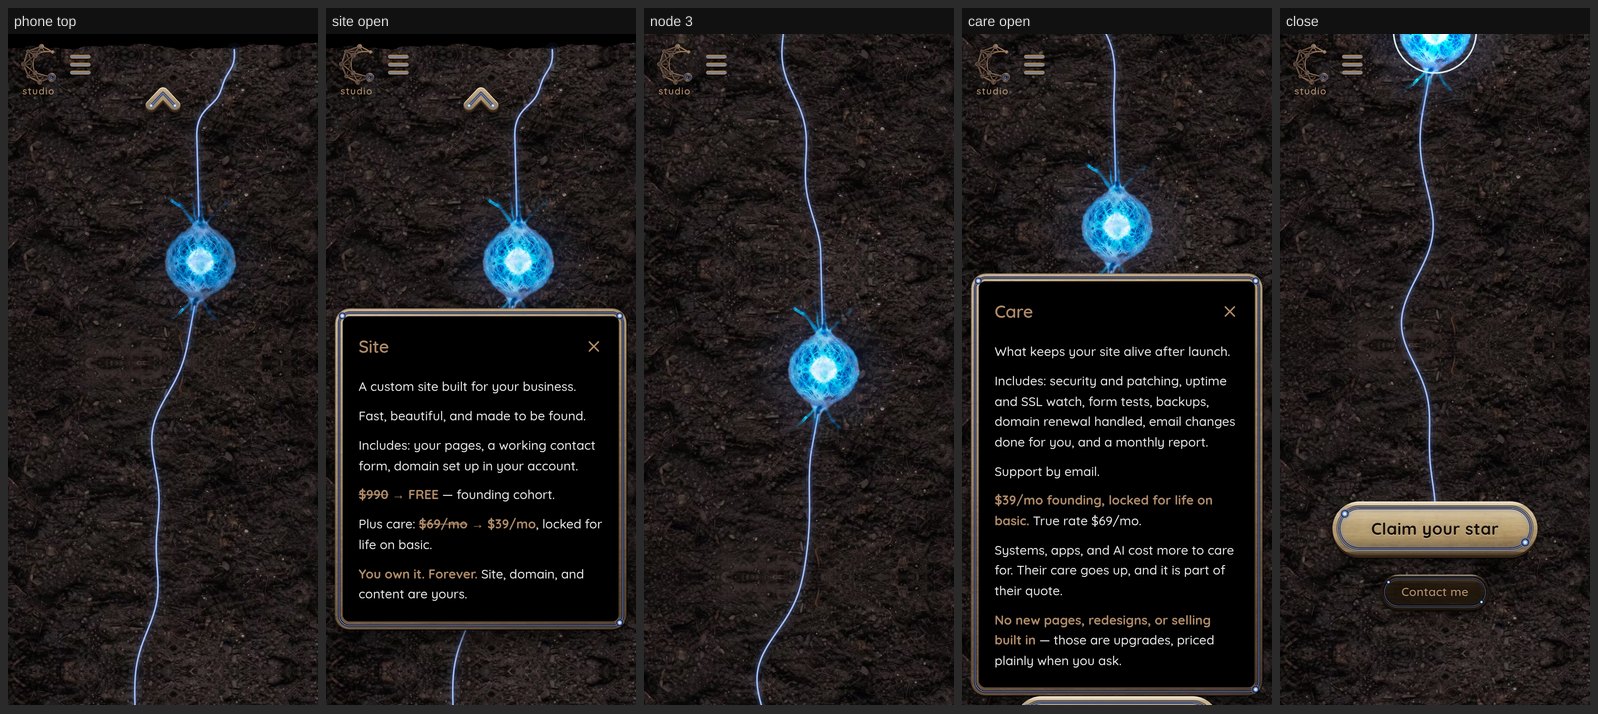 phone top
studio
site open
studio
Site
A custom site built for your business.
Fast, beautiful, and made to be found.
Includes: your pages, a working contact
form, domain set up in your account.
$990 → FREE — founding cohort.
Plus care: $69/mo → $39/mo, locked for
life on basic.
You own it. Forever. Site, domain, and
content are yours.
node 3
studio
care open
studio
Care
What keeps your site alive after launch.
Includes: security and patching, uptime
and SSL watch, form tests, backups,
domain renewal handled, email changes
done for you, and a monthly report.
Support by email.
$39/mo founding, locked for life on
basic. True rate $69/mo.
Systems, apps, and AI cost more to care
for. Their care goes up, and it is part of
their quote.
No new pages, redesigns, or selling
built in — those are upgrades, priced
plainly when you ask.
close
studio
Claim your star
Contact me